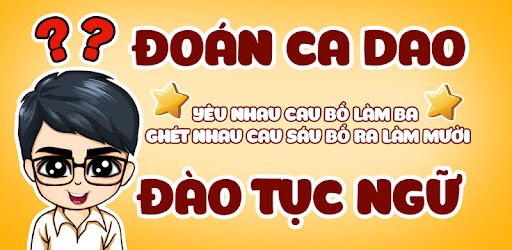 ??
ĐOÁN CA DAO
YÊU NHAU CAU BỔ LÀM BA
GHÉT NHAU CAU SÁU BỔ RA LÀM MƯỜI
ĐÀO TỤC NGỮ